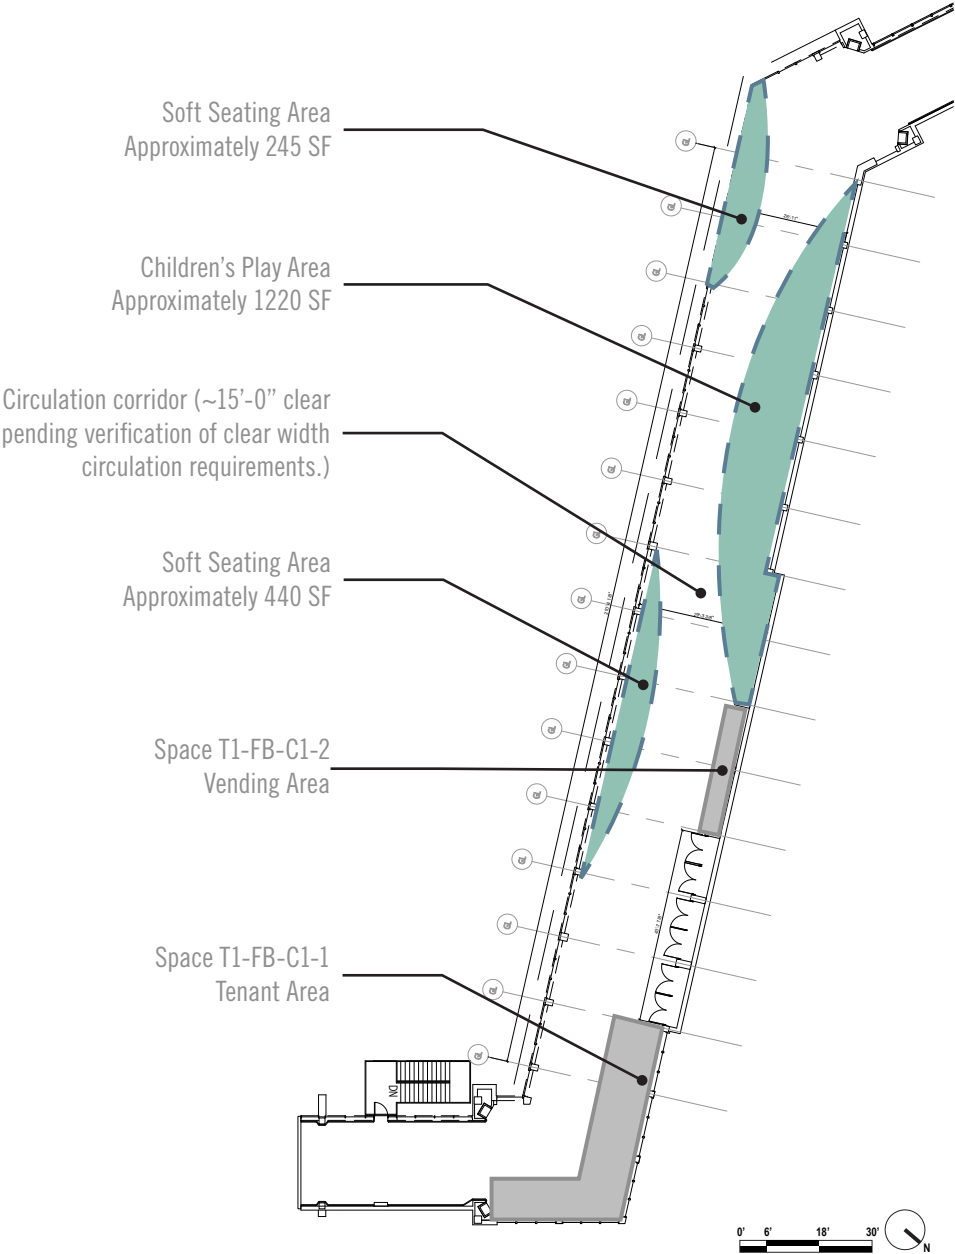 Soft Seating Area
Approximately 245 SF
Children's Play Area
Approximately 1220 SF
Circulation corridor (~15'-0” clear
pending verification of clear width
circulation requirements.)
Soft Seating Area
Approximately 440 SF
Space T1-FB-C1-2
Vending Area
Space T1-FB-C1-1
Tenant Area
DN
0' 6' 18' 30'
N